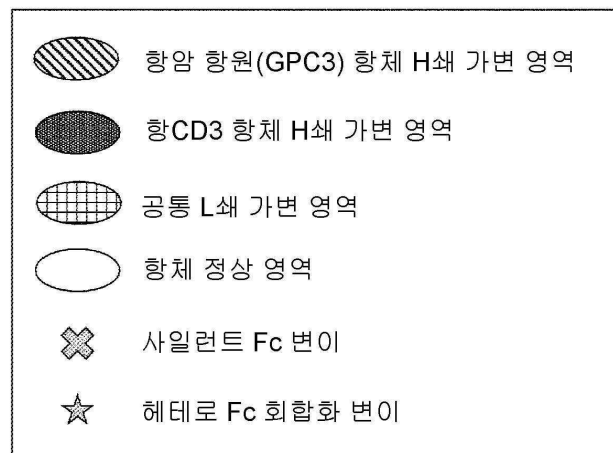 항암 항원(GPC3) 항체 H쇄 가변 영역
항CD3 항체 H쇄 가변 영역
공통 L쇄 가변 영역
항체 정상 영역
사일런트 Fc 변이
헤테로 Fc 회합화 변이